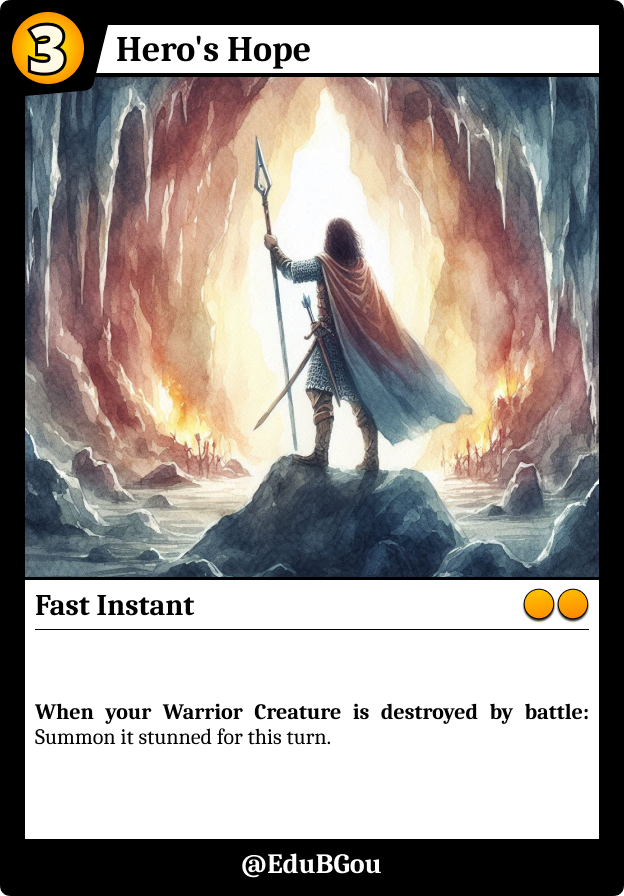 3
Hero's Hope
Fast Instant
When your Warrior Creature is destroyed by battle:
Summon it stunned for this turn.
@EduBGou